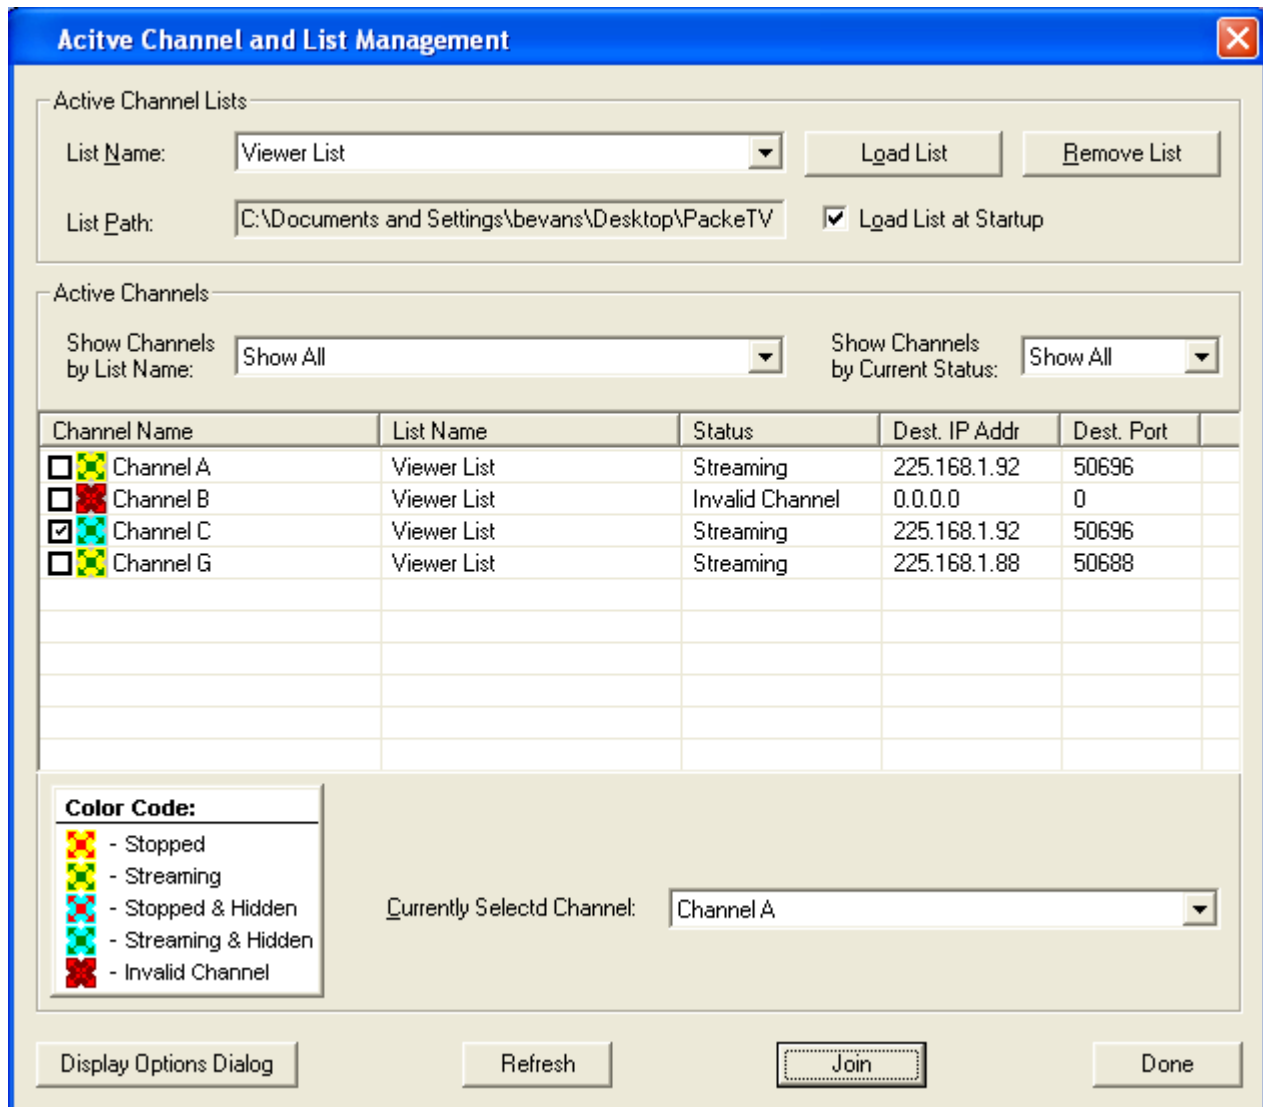 Acitve Channel and List Management
Active Channel Lists
List Name: Viewer List Load List Remove List
List Path: C:\Documents and Settings\bevans\Desktop\PackeTV Load List at Startup
Active Channels
Show Channels by List Name: Show All Show Channels by Current Status: Show All
Channel Name List Name Status Dest. IP Addr Dest. Port
Channel A Viewer List Streaming 225.168.1.92 50696
Channel B Viewer List Invalid Channel 0.0.0.0 0
Channel C Viewer List Streaming 225.168.1.92 50696
Channel G Viewer List Streaming 225.168.1.88 50688
Color Code:
- Stopped
- Streaming
- Stopped & Hidden
- Streaming & Hidden
- Invalid Channel
Currently Selectd Channel: Channel A
Display Options Dialog Refresh Join Done